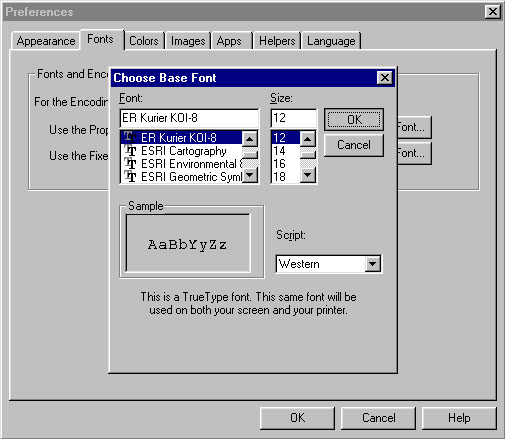 Preferences
Appearance Fonts Colors Images Apps Helpers Language
Fonts and Enco
For the Encodin
Use the Prop
Use the Fixe
Font...
Font...
Choose Base Font
Font:
ER Kurier KOI-8
ER Kurier KOI-8
ESRI Cartography
ESRI Environmental &
ESRI Geometric Syml
Size:
12
12
14
16
18
OK
Cancel
Sample
AaBbYyZz
Script:
Western
This is a TrueType font. This same font will be
used on both your screen and your printer.
OK Cancel Help